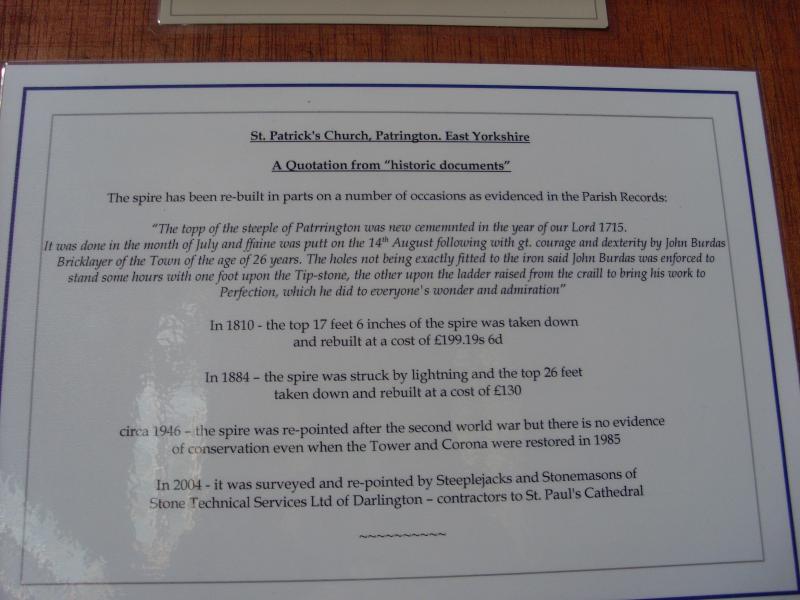 St. Patrick's Church, Patrington. East Yorkshire
A Quotation from "historic documents"
The spire has been re-built in parts on a number of occasions as evidenced in the Parish Records:
"The topp of the steeple of Patrrington was new cememnted in the year of our Lord 1715.
It was done in the month of July and ffaine was putt on the 14th August following with gt. courage and dexterity by John Burdas
Bricklayer of the Town of the age of 26 years. The holes not being exactly fitted to the iron said John Burdas was enforced to
stand some hours with one foot upon the Tip-stone, the other upon the ladder raised from the craill to bring his work to
Perfection, which he did to everyone's wonder and admiration"
In 1810 - the top 17 feet 6 inches of the spire was taken down
and rebuilt at a cost of £199.19s 6d
In 1884 – the spire was struck by lightning and the top 26 feet
taken down and rebuilt at a cost of £130
circa 1946 – the spire was re-pointed after the second world war but there is no evidence
of conservation even when the Tower and Corona were restored in 1985
In 2004 - it was surveyed and re-pointed by Steeplejacks and Stonemasons of
Stone Technical Services Ltd of Darlington – contractors to St. Paul's Cathedral
~~~~~~~~~~